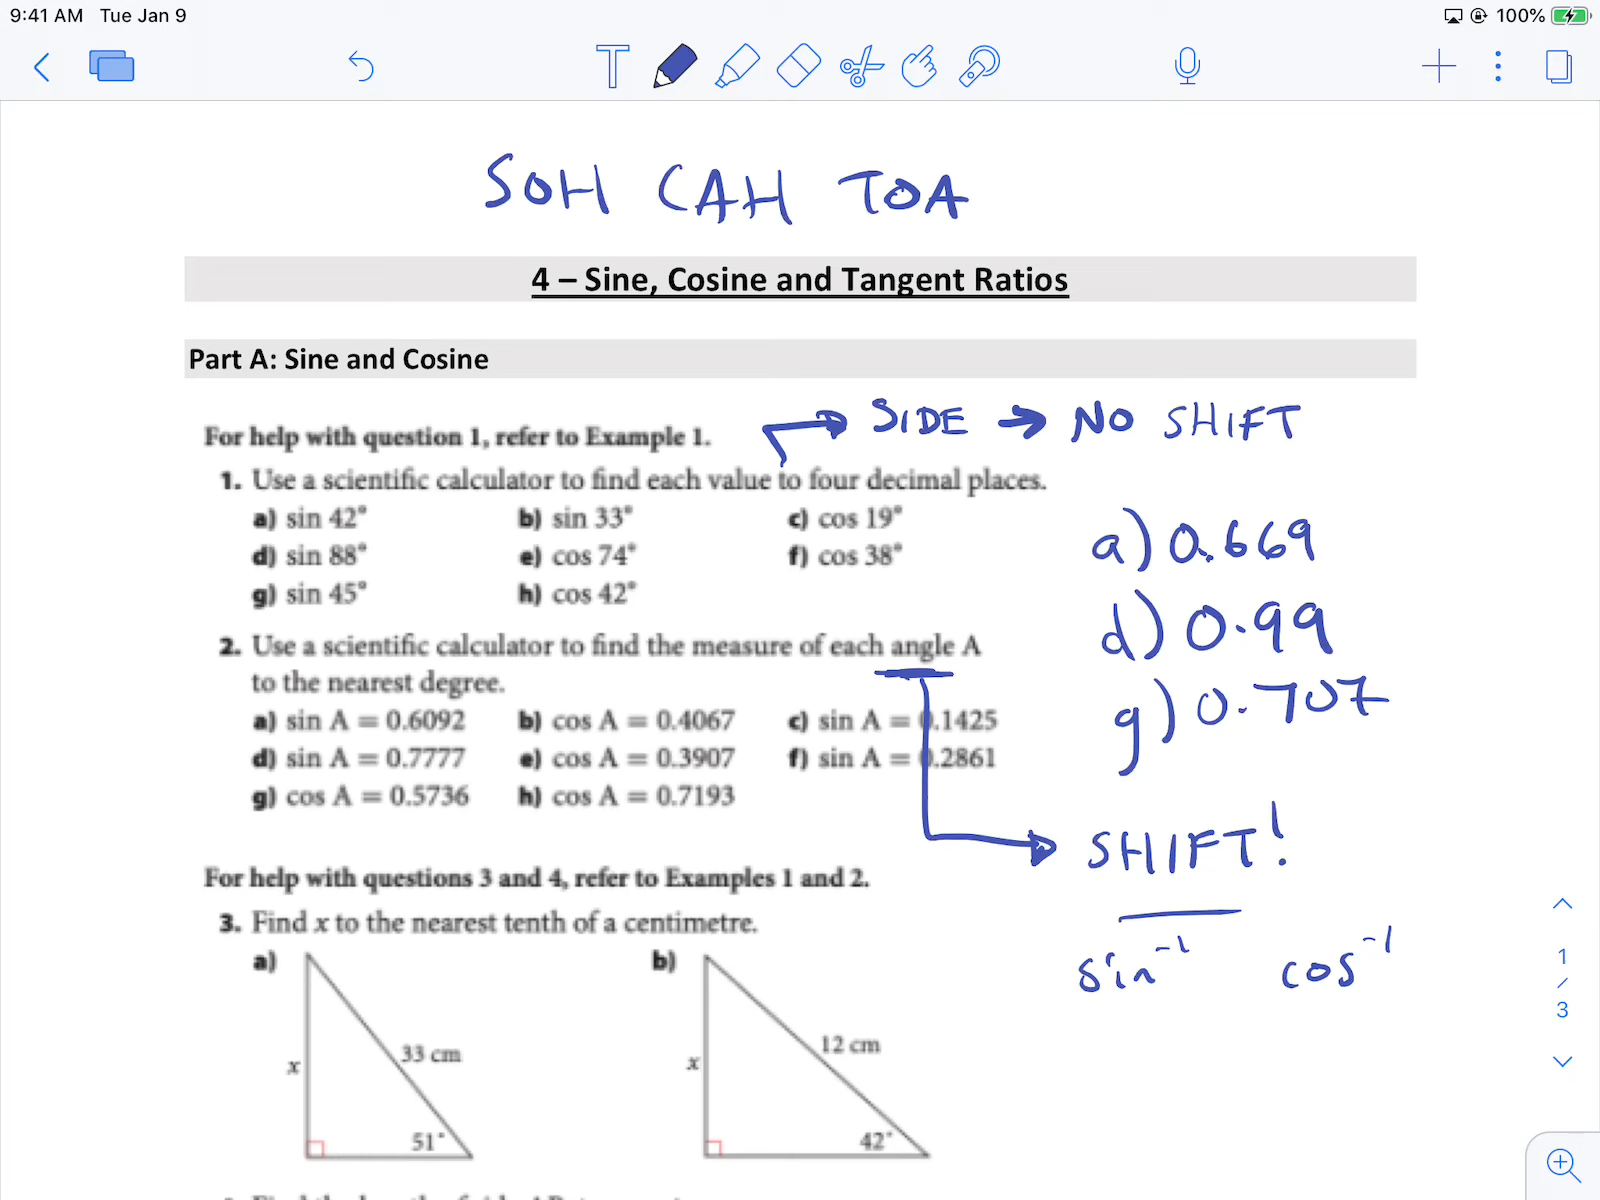 9:41 AM Tue Jan 9 100%
SOH CAH TOA
4 – Sine, Cosine and Tangent Ratios
Part A: Sine and Cosine
SIDE → NO SHIFT
For help with question 1, refer to Example 1.
1. Use a scientific calculator to find each value to four decimal places.
a) sin 42° b) sin 33° c) cos 19°
d) sin 88° e) cos 74° f) cos 38°
g) sin 45° h) cos 42°
a) 0.669
d) 0.99
g) 0.707
2. Use a scientific calculator to find the measure of each angle A
to the nearest degree.
a) sin A = 0.6092 b) cos A = 0.4067 c) sin A = 0.1425
d) sin A = 0.7777 e) cos A = 0.3907 f) sin A = 0.2861
g) cos A = 0.5736 h) cos A = 0.7193
SHIFT!
sin⁻¹ cos⁻¹
For help with questions 3 and 4, refer to Examples 1 and 2.
3. Find x to the nearest tenth of a centimetre.
a) b)
x 33 cm 51°
x 12 cm 42°
1
/
3